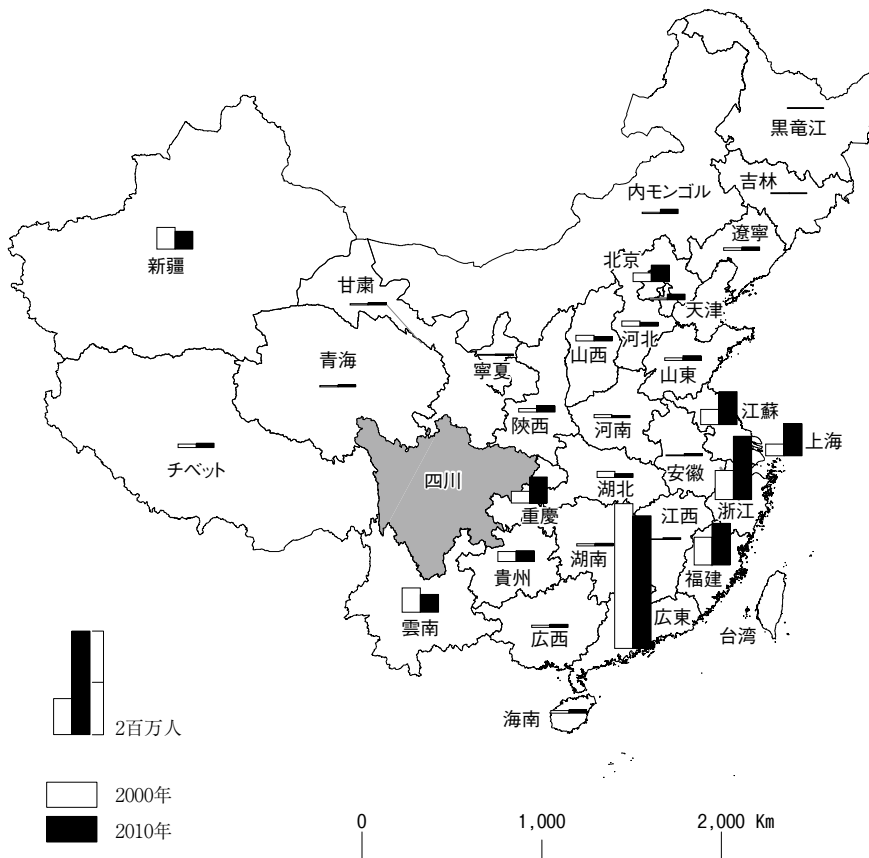 黒竜江
吉林
内モンゴル
遼寧
北京
新疆
甘粛
天津
河北
山西
青海
寧夏
山東
江蘇
陝西
河南
上海
チベット
安徽
四川
湖北
重慶
浙江
江西
湖南
貴州
福建
雲南
広東
広西
台湾
海南
2百万人
2000年
2010年
0 1,000 2,000 Km